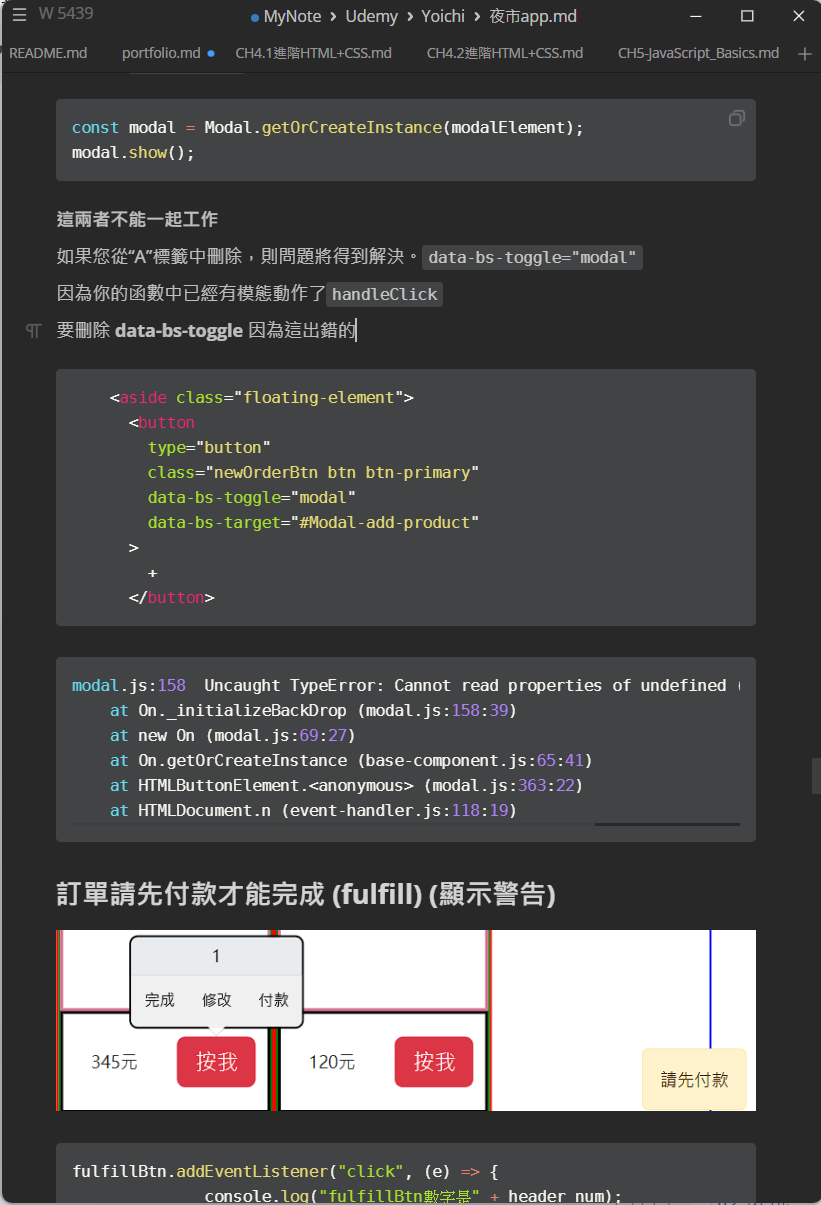 W 5439
MyNote › Udemy › Yoichi › 夜市app.md
README.md portfolio.md CH4.1進階HTML+CSS.md CH4.2進階HTML+CSS.md CH5-JavaScript_Basics.md
const modal = Modal.getOrCreateInstance(modalElement);
modal.show();
這兩者不能一起工作
如果您從“A”標籤中刪除，則問題將得到解決。data-bs-toggle="modal"
因為你的函數中已經有模態動作了handleClick
要刪除 data-bs-toggle 因為這出錯的
<aside class="floating-element">
<button
type="button"
class="newOrderBtn btn btn-primary"
data-bs-toggle="modal"
data-bs-target="#Modal-add-product"
>
+
</button>
modal.js:158  Uncaught TypeError: Cannot read properties of undefined (
at On._initializeBackDrop (modal.js:158:39)
at new On (modal.js:69:27)
at On.getOrCreateInstance (base-component.js:65:41)
at HTMLButtonElement.<anonymous> (modal.js:363:22)
at HTMLDocument.n (event-handler.js:118:19)
訂單請先付款才能完成 (fulfill) (顯示警告)
1
完成 修改 付款
345元 按我 120元 按我
請先付款
fulfillBtn.addEventListener("click", (e) => {
console.log("fulfillBtn數字是" + header_num);